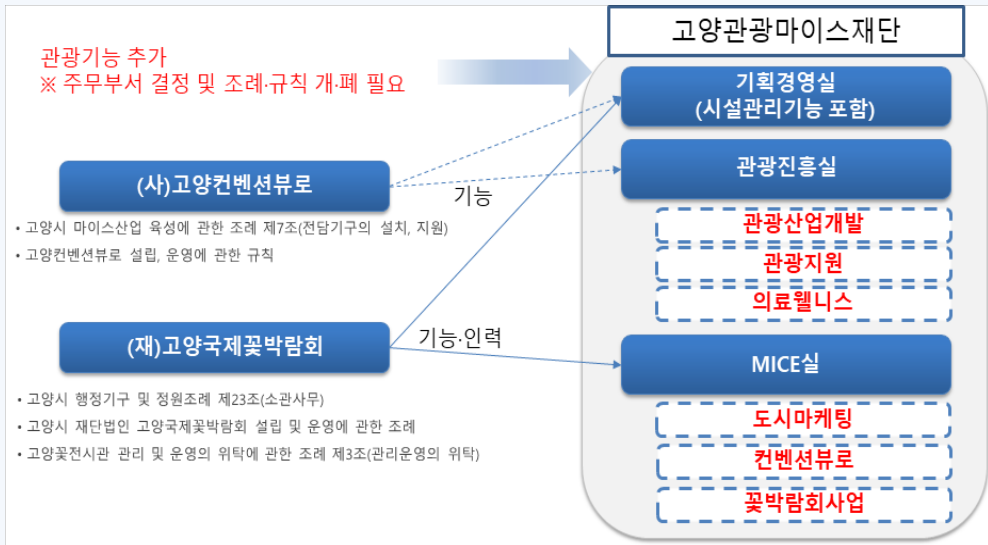 관광기능 추가
※ 주무부서 결정 및 조례·규칙 개·폐 필요
(사)고양컨벤션뷰로
• 고양시 마이스산업 육성에 관한 조례 제7조(전담기구의 설치, 지원)
• 고양컨벤션뷰로 설립, 운영에 관한 규칙
(재)고양국제꽃박람회
• 고양시 행정기구 및 정원조례 제23조(소관사무)
• 고양시 재단법인 고양국제꽃박람회 설립 및 운영에 관한 조례
• 고양꽃전시관 관리 및 운영의 위탁에 관한 조례 제3조(관리운영의 위탁)
기능
기능·인력
고양관광마이스재단
기획경영실
(시설관리기능 포함)
관광진흥실
관광산업개발
관광지원
의료웰니스
MICE실
도시마케팅
컨벤션뷰로
꽃박람회사업